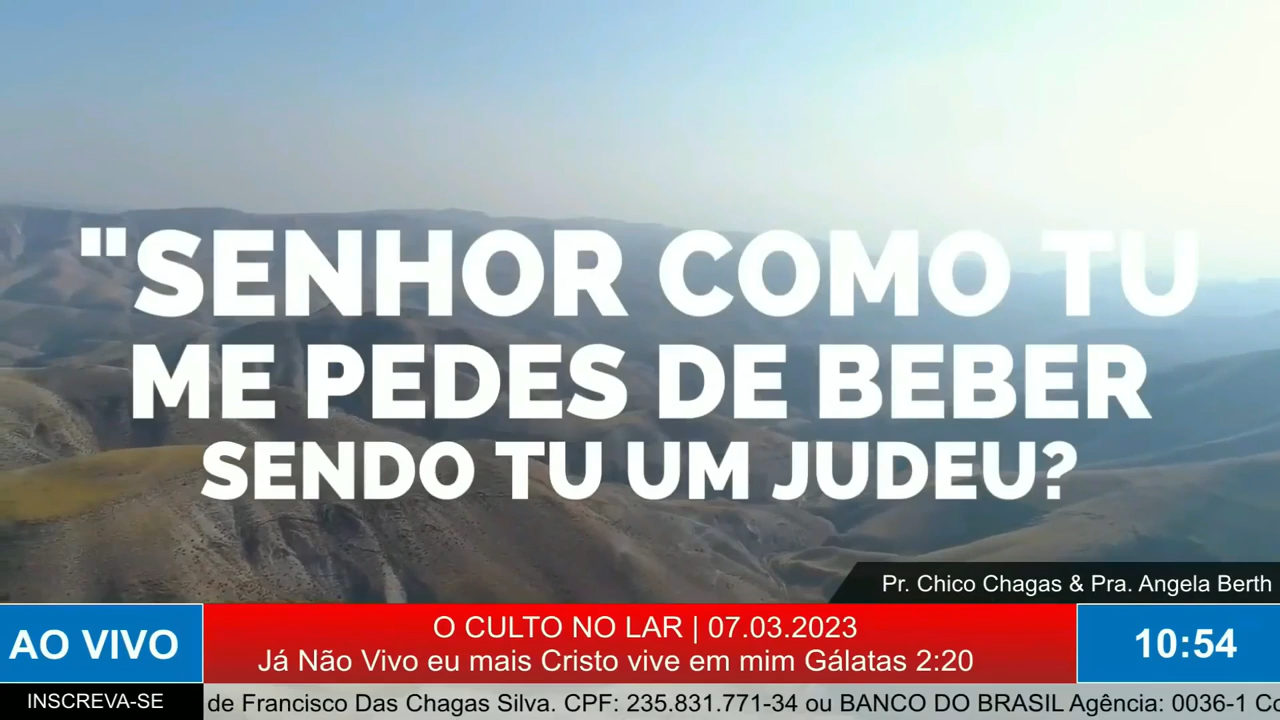 "SENHOR COMO TU
ME PEDES DE BEBER
SENDO TU UM JUDEU?
Pr. Chico Chagas & Pra. Angela Berth
AO VIVO
O CULTO NO LAR | 07.03.2023
Já Não Vivo eu mais Cristo vive em mim Gálatas 2:20
10:54
INSCREVA-SE
de Francisco Das Chagas Silva. CPF: 235.831.771-34 ou BANCO DO BRASIL Agência: 0036-1 Co